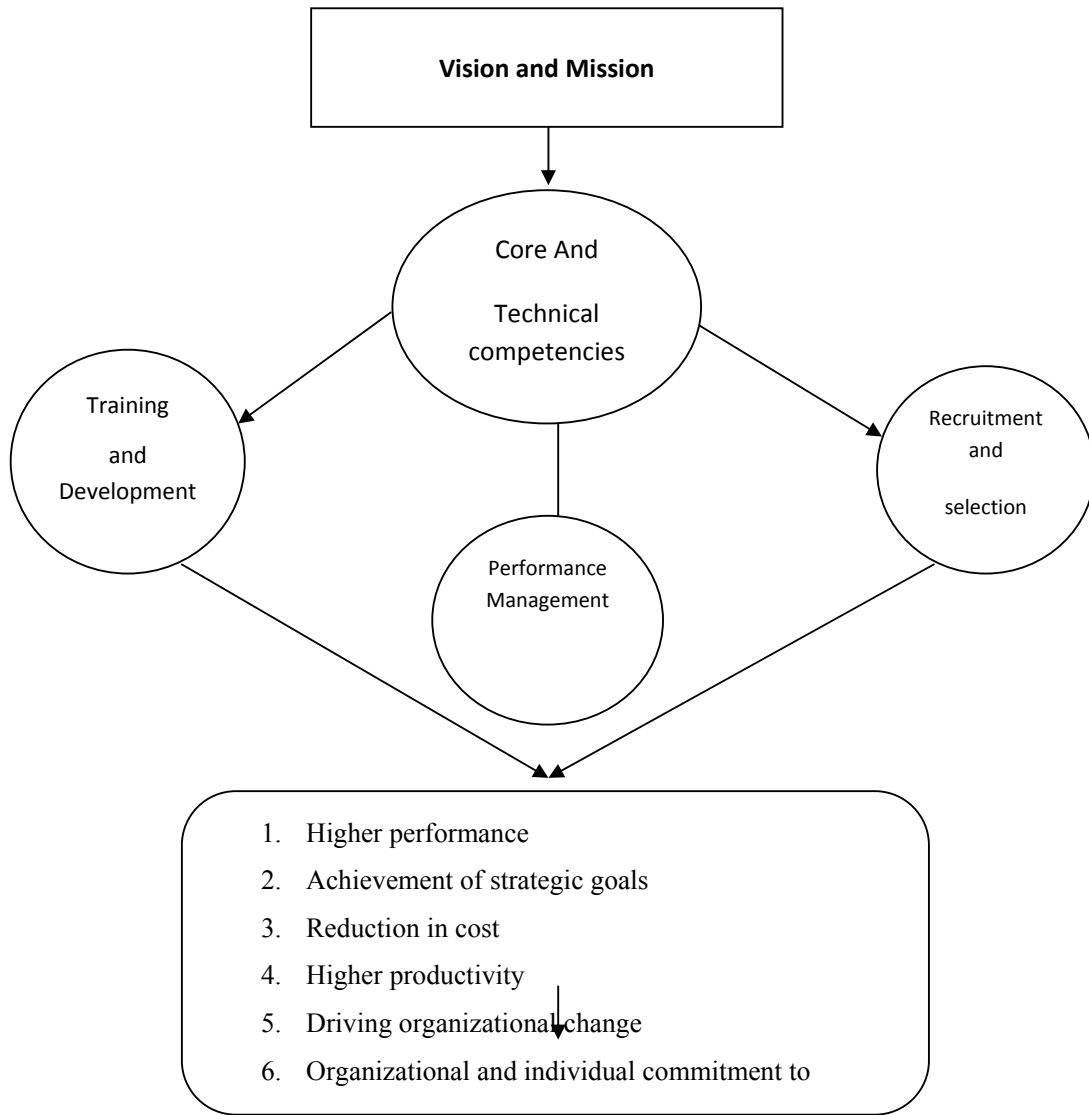 Vision and Mission
Core And
Technical
competencies
Training
and
Development
Recruitment
and
selection
Performance
Management
1. Higher performance
2. Achievement of strategic goals
3. Reduction in cost
4. Higher productivity
5. Driving organizational change
6. Organizational and individual commitment to